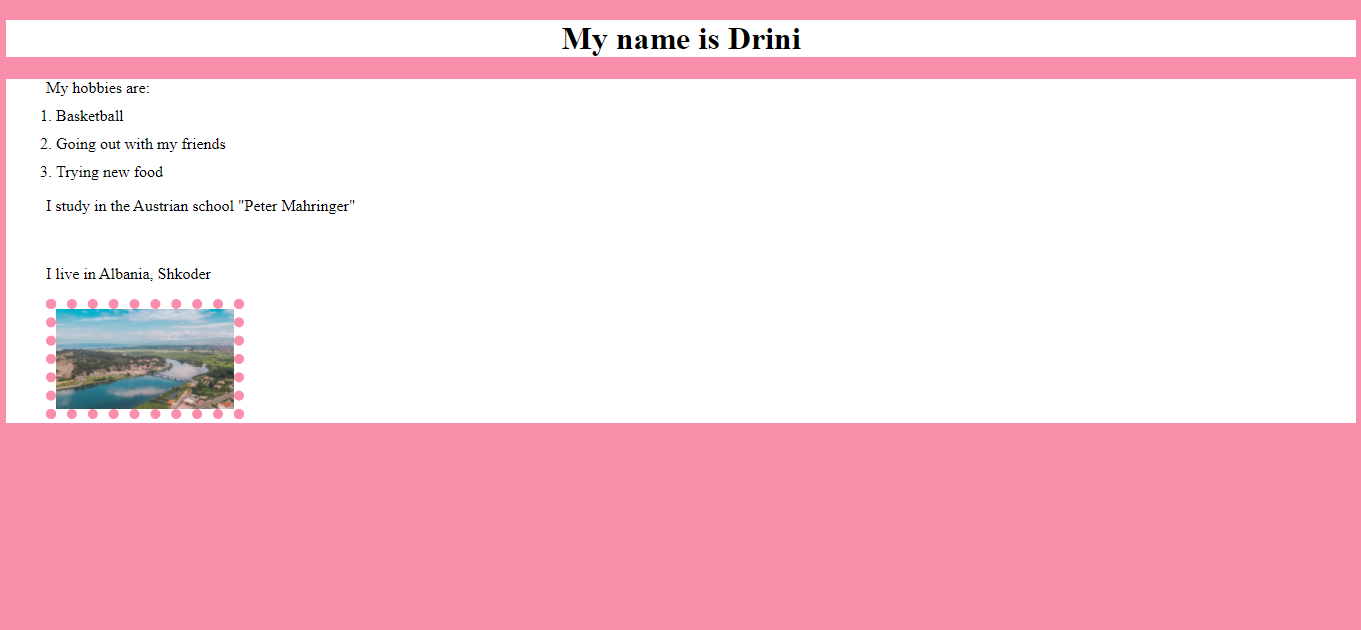 My name is Drini
My hobbies are:
1. Basketball
2. Going out with my friends
3. Trying new food
I study in the Austrian school "Peter Mahringer"
I live in Albania, Shkoder